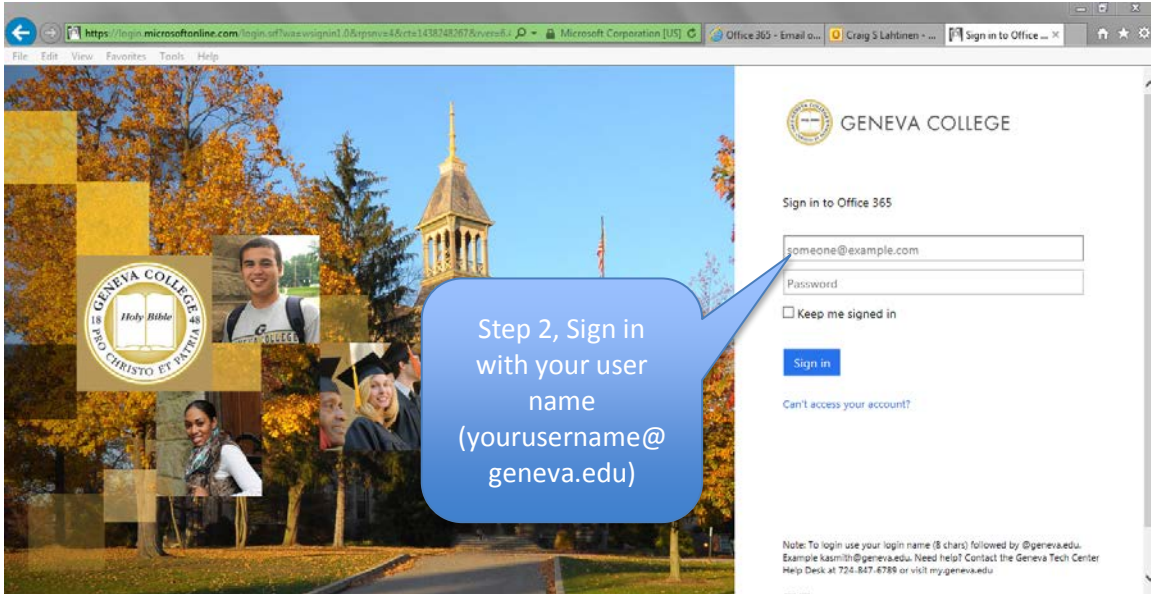 https://login.microsoftonline.com/login.srf?wa=wsignin1.0&rpsnv=4&ct=1438248267&rver=6.
Microsoft Corporation [US]
Office 365 - Email o...
Craig S Lahtinen - ...
Sign in to Office ...
File Edit View Favorites Tools Help
GENEVA COLLEGE
Sign in to Office 365
someone@example.com
Password
Keep me signed in
Sign in
Can't access your account?
GENEVA COLLEGE
18 Holy Bible 48
PRO CHRISTO ET PATRIA
G
GENEVA COLLEGE
Step 2, Sign in
with your user
name
(yourusername@
geneva.edu)
Note: To login use your login name (8 chars) followed by @geneva.edu.
Example kasmith@geneva.edu. Need help? Contact the Geneva Tech Center
Help Desk at 724-847-6789 or visit my.geneva.edu